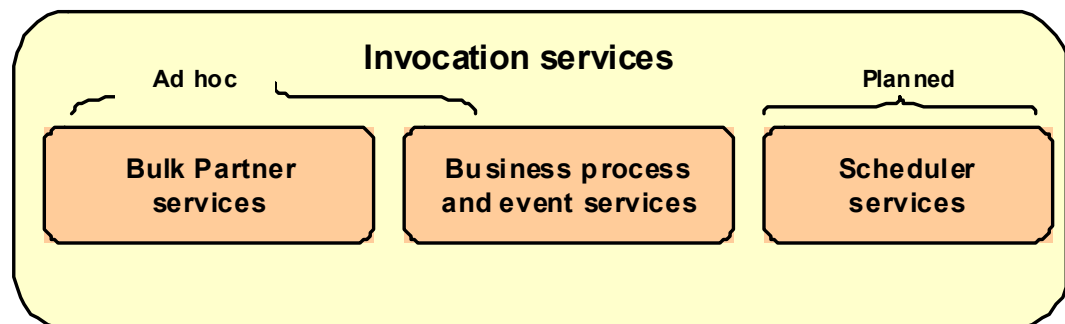 Invocation services
Ad hoc
Planned
Bulk Partner
services
Business process
and event services
Scheduler
services